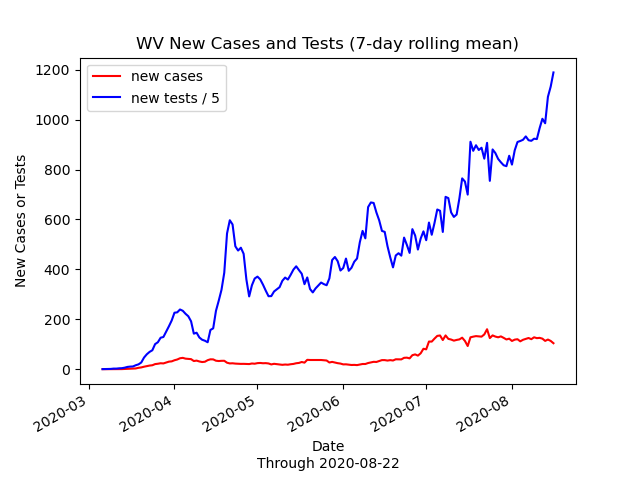 WV New Cases and Tests (7-day rolling mean)
new cases
new tests / 5
New Cases or Tests
1200
1000
800
600
400
200
0
2020-03
2020-04
2020-05
2020-06
2020-07
2020-08
Date
Through 2020-08-22